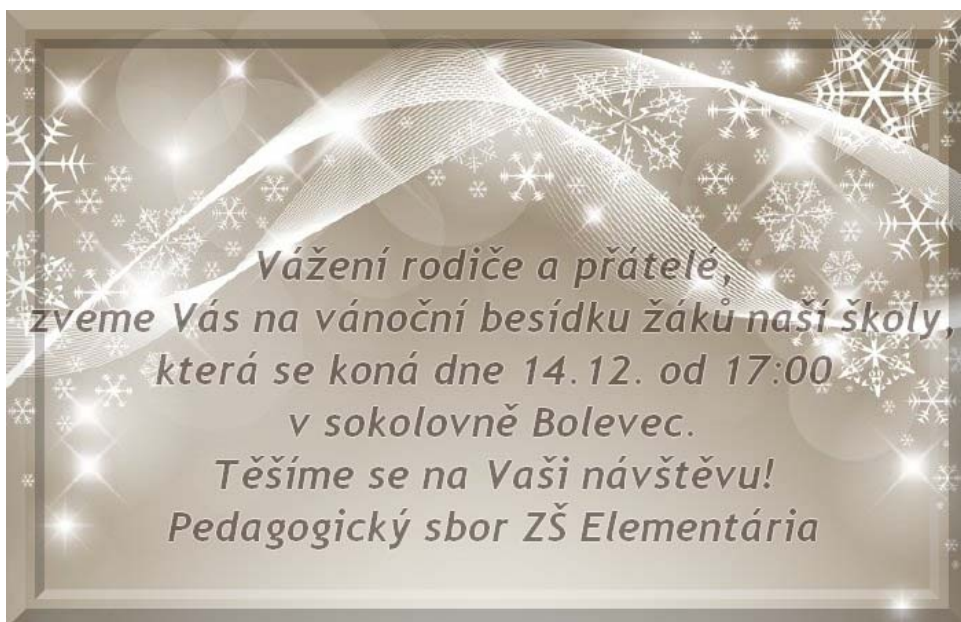 Vážení rodiče a přátelé,
zveme Vás na vánoční besídku žáků naší školy,
která se koná dne 14.12. od 17:00
v sokolovně Bolevec.
Těšíme se na Vaši návštěvu!
Pedagogický sbor ZŠ Elementária